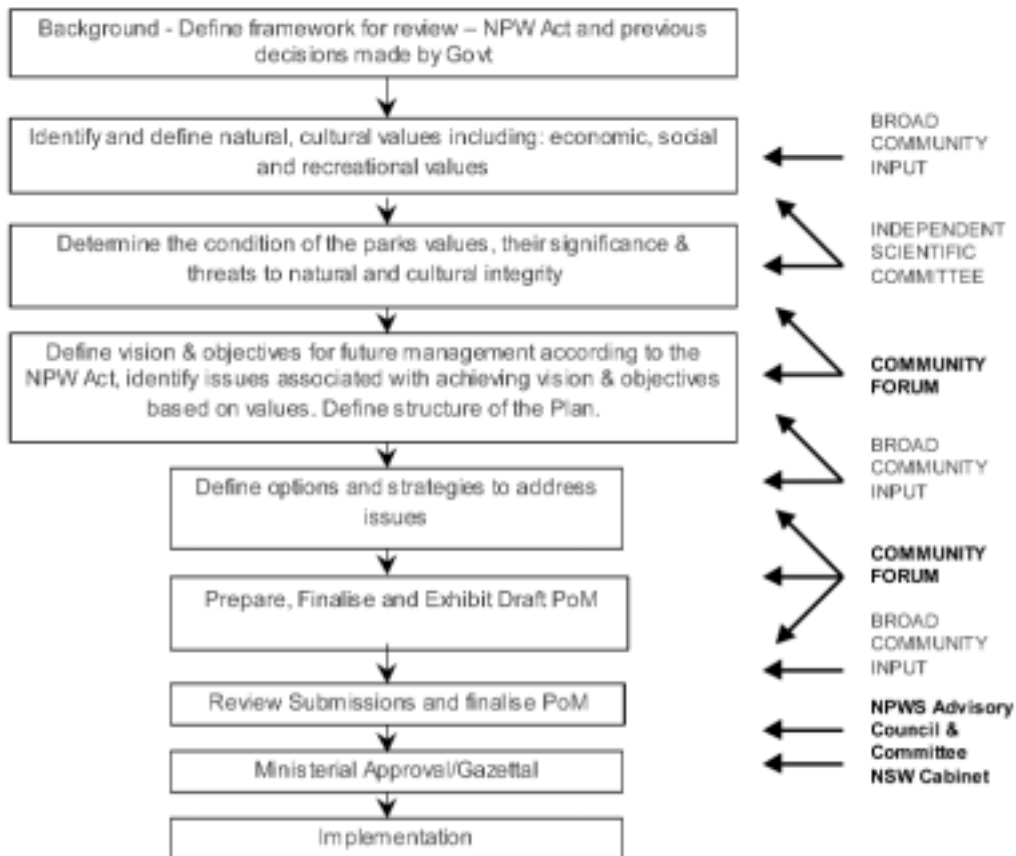 Background - Define framework for review – NPW Act and previous
decisions made by Govt
Identify and define natural, cultural values including: economic, social
and recreational values
Determine the condition of the parks values, their significance &
threats to natural and cultural integrity
Define vision & objectives for future management according to the
NPW Act, identify issues associated with achieving vision & objectives
based on values. Define structure of the Plan.
Define options and strategies to address
issues
Prepare, Finalise and Exhibit Draft PoM
Review Submissions and finalise PoM
Ministerial Approval/Gazettal
Implementation
BROAD
COMMUNITY
INPUT
INDEPENDENT
SCIENTIFIC
COMMITTEE
COMMUNITY
FORUM
BROAD
COMMUNITY
INPUT
COMMUNITY
FORUM
BROAD
COMMUNITY
INPUT
NPWS Advisory
Council &
Committee
NSW Cabinet